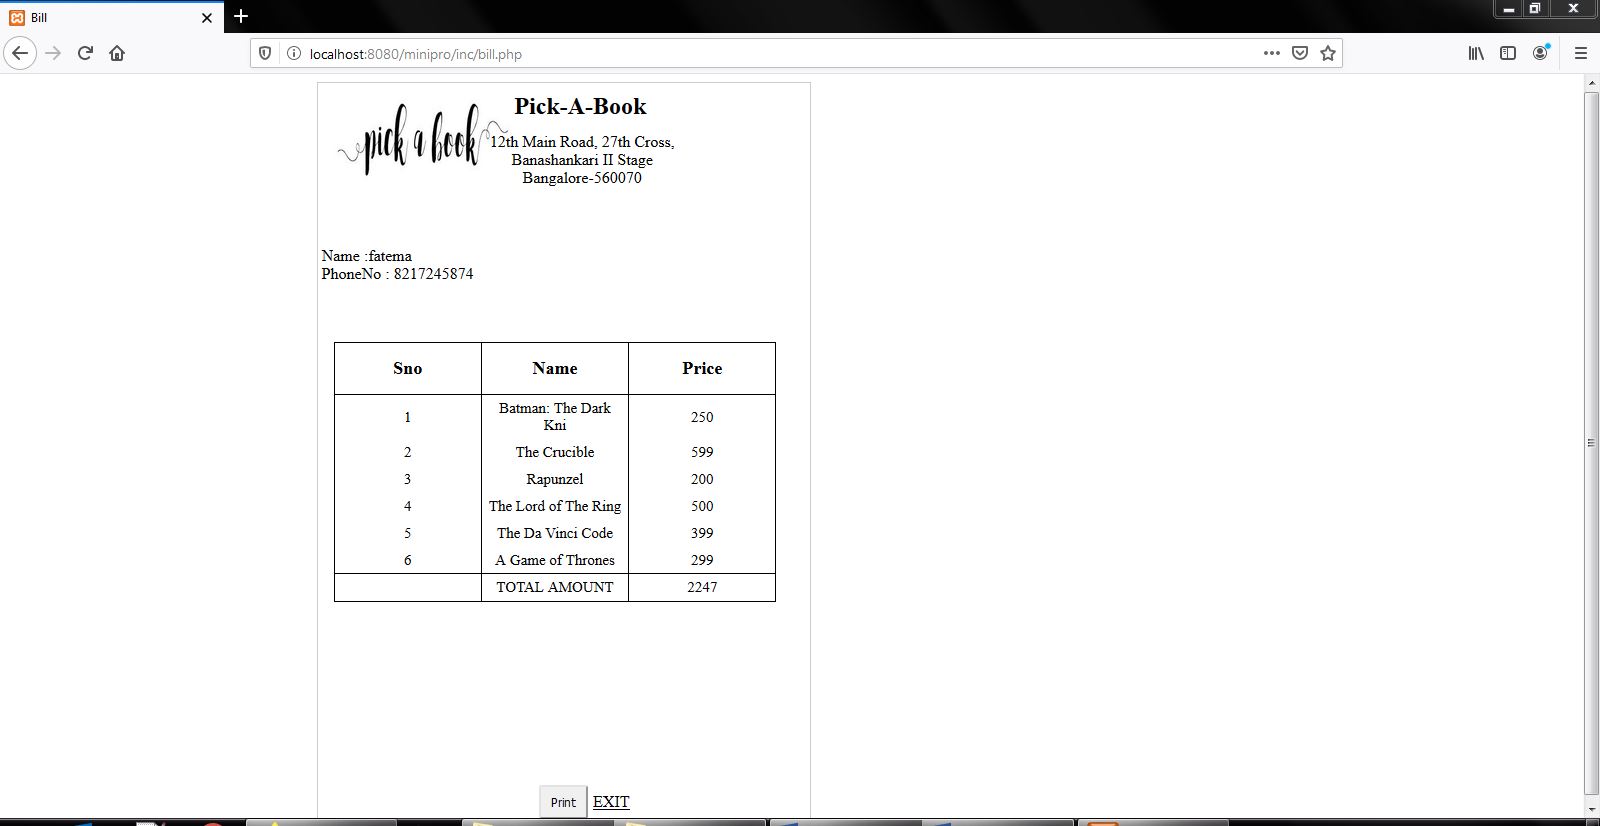 Bill
localhost:8080/minipro/inc/bill.php
pick a book
Pick-A-Book
12th Main Road, 27th Cross,
Banashankari II Stage
Bangalore-560070
Name :fatema
PhoneNo : 8217245874
Sno Name Price
1 Batman: The Dark Kni 250
2 The Crucible 599
3 Rapunzel 200
4 The Lord of The Ring 500
5 The Da Vinci Code 399
6 A Game of Thrones 299
TOTAL AMOUNT 2247
Print EXIT